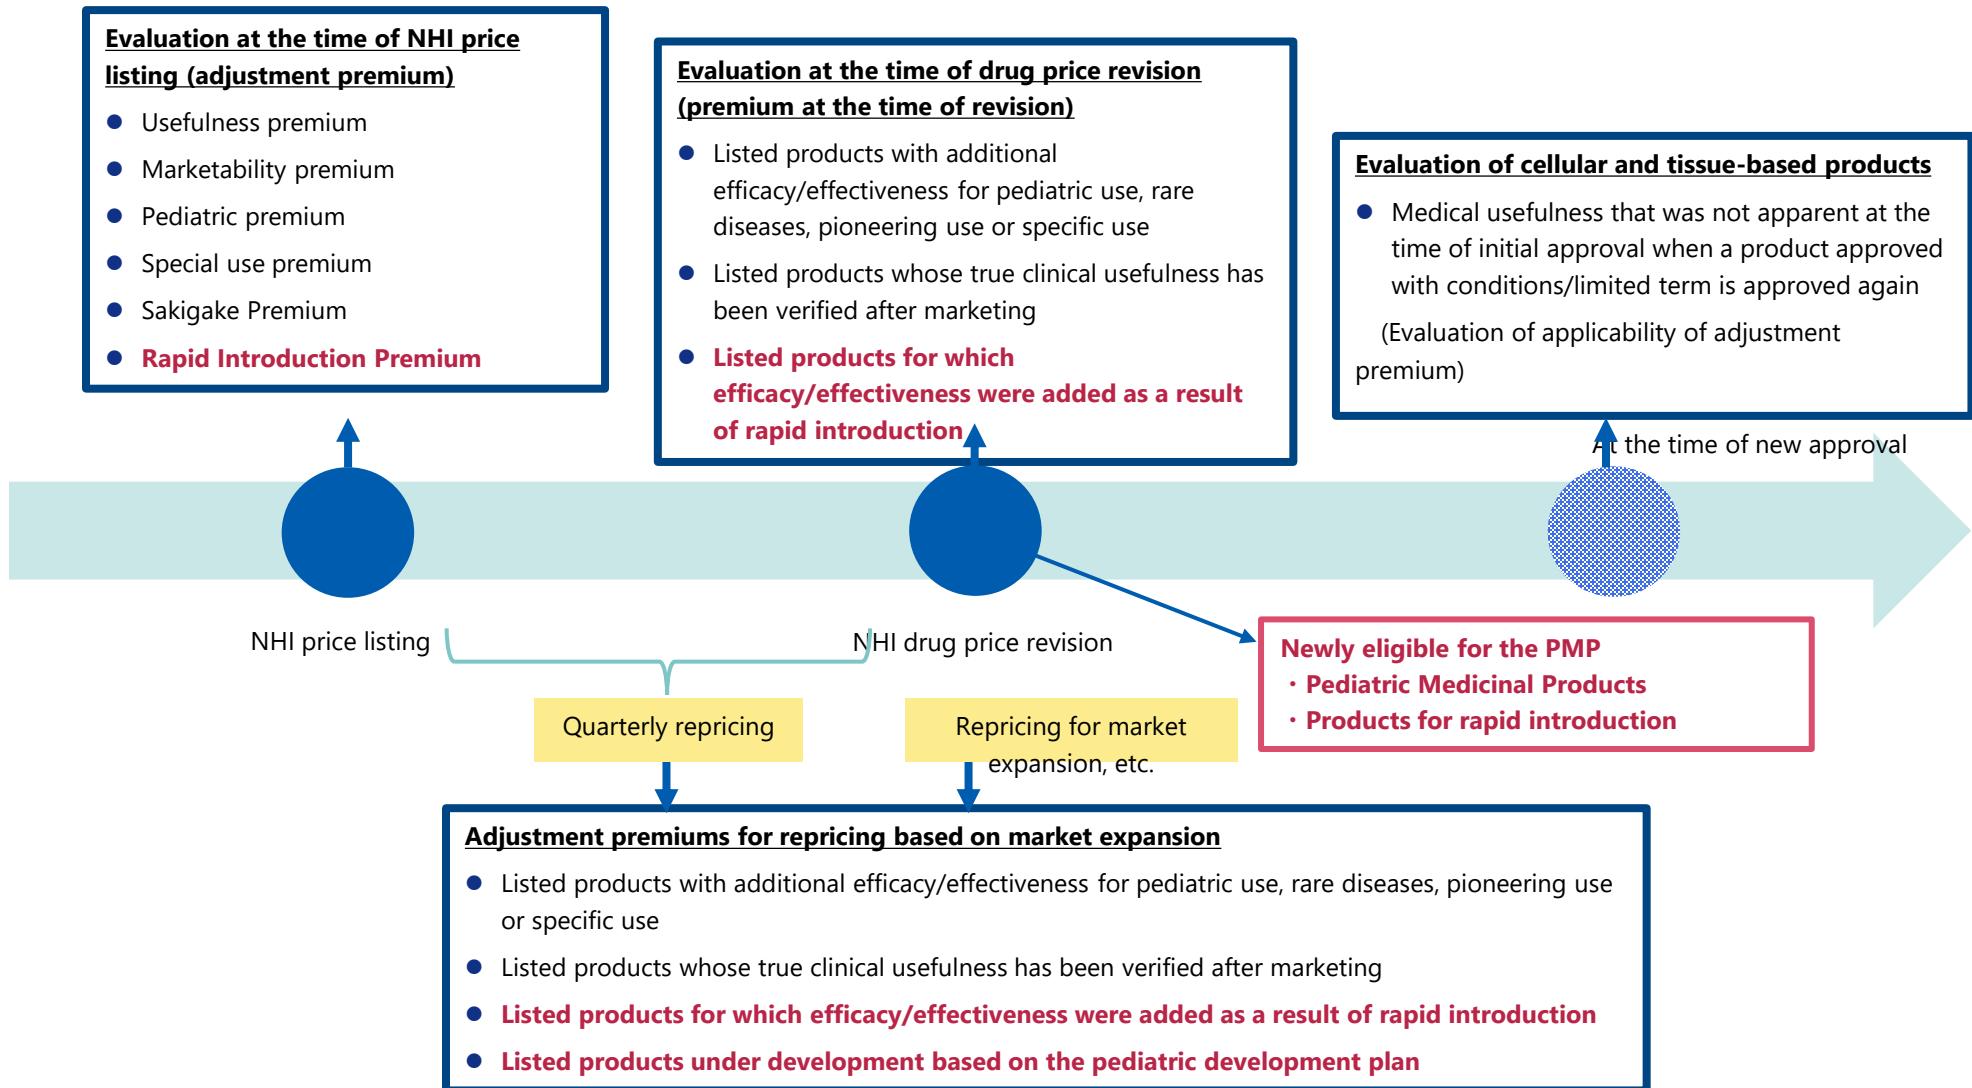 Evaluation at the time of NHI price
listing (adjustment premium)
● Usefulness premium
● Marketability premium
● Pediatric premium
● Special use premium
● Sakigake Premium
● Rapid Introduction Premium
Evaluation at the time of drug price revision
(premium at the time of revision)
● Listed products with additional
efficacy/effectiveness for pediatric use, rare
diseases, pioneering use or specific use
● Listed products whose true clinical usefulness has
been verified after marketing
● Listed products for which
efficacy/effectiveness were added as a result
of rapid introduction
Evaluation of cellular and tissue-based products
● Medical usefulness that was not apparent at the
time of initial approval when a product approved
with conditions/limited term is approved again
(Evaluation of applicability of adjustment
premium)
At the time of new approval
NHI price listing
NHI drug price revision
Newly eligible for the PMP
・Pediatric Medicinal Products
・Products for rapid introduction
Quarterly repricing
Repricing for market
expansion, etc.
Adjustment premiums for repricing based on market expansion
● Listed products with additional efficacy/effectiveness for pediatric use, rare diseases, pioneering use
or specific use
● Listed products whose true clinical usefulness has been verified after marketing
● Listed products for which efficacy/effectiveness were added as a result of rapid introduction
● Listed products under development based on the pediatric development plan